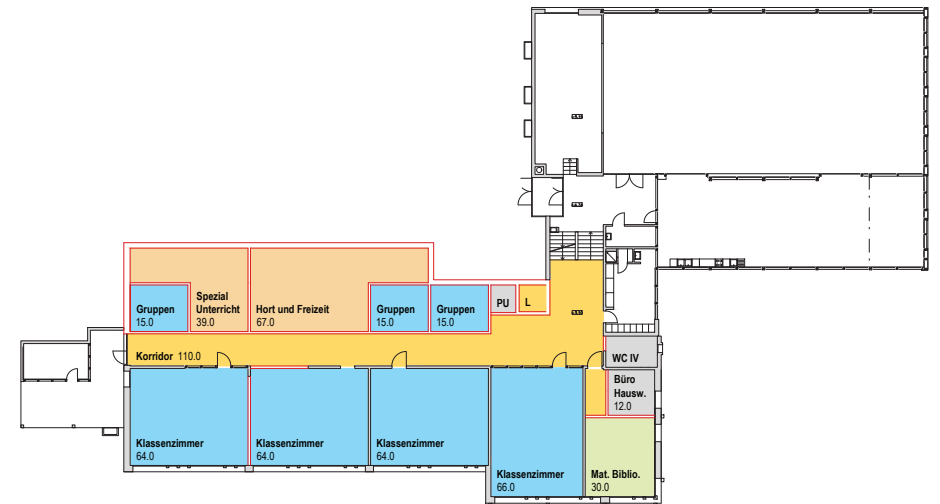 Gruppen
15.0
Spezial
Unterricht
39.0
Hort und Freizeit
67.0
Gruppen
15.0
Gruppen
15.0
PU
L
Korridor 110.0
WC IV
Büro
Hausw.
12.0
Klassenzimmer
64.0
Klassenzimmer
64.0
Klassenzimmer
64.0
Klassenzimmer
66.0
Mat. Biblio.
30.0